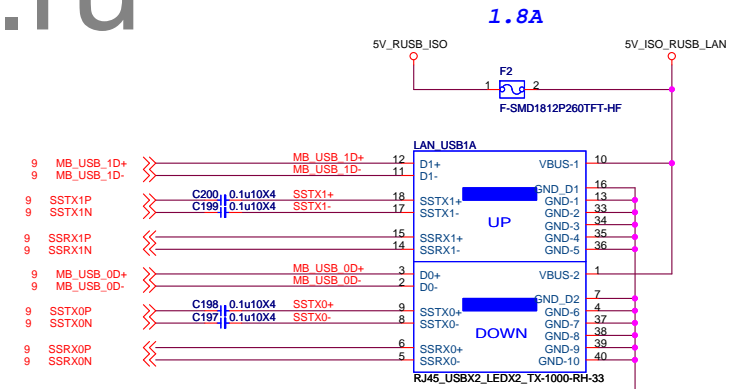 .ru
1.8A
5V_RUSB_ISO
5V_ISO_RUSB_LAN
F2
1 2
F-SMD1812P260TFT-HF
LAN_USB1A
9 MB_USB_1D+ MB_USB_1D+ 12 D1+ VBUS-1 10
9 MB_USB_1D- MB_USB_1D- 11 D1-
GND_D1 16
9 SSTX1P C200 0.1u10X4 SSTX1+ 18 SSTX1+ GND-1 13
9 SSTX1N C199 0.1u10X4 SSTX1- 17 SSTX1- GND-2 33
UP
GND-3 34
9 SSRX1P 15 SSRX1+ GND-4 35
9 SSRX1N 14 SSRX1- GND-5 36
9 MB_USB_0D+ MB_USB_0D+ 3 D0+ VBUS-2 1
9 MB_USB_0D- MB_USB_0D- 2 D0-
GND_D2 7
9 SSTX0P C198 0.1u10X4 SSTX0+ 9 SSTX0+ GND-6 4
9 SSTX0N C197 0.1u10X4 SSTX0- 8 SSTX0- GND-7 37
DOWN
GND-8 38
9 SSRX0P 6 SSRX0+ GND-9 39
9 SSRX0N 5 SSRX0- GND-10 40
RJ45_USBX2_LEDX2_TX-1000-RH-33